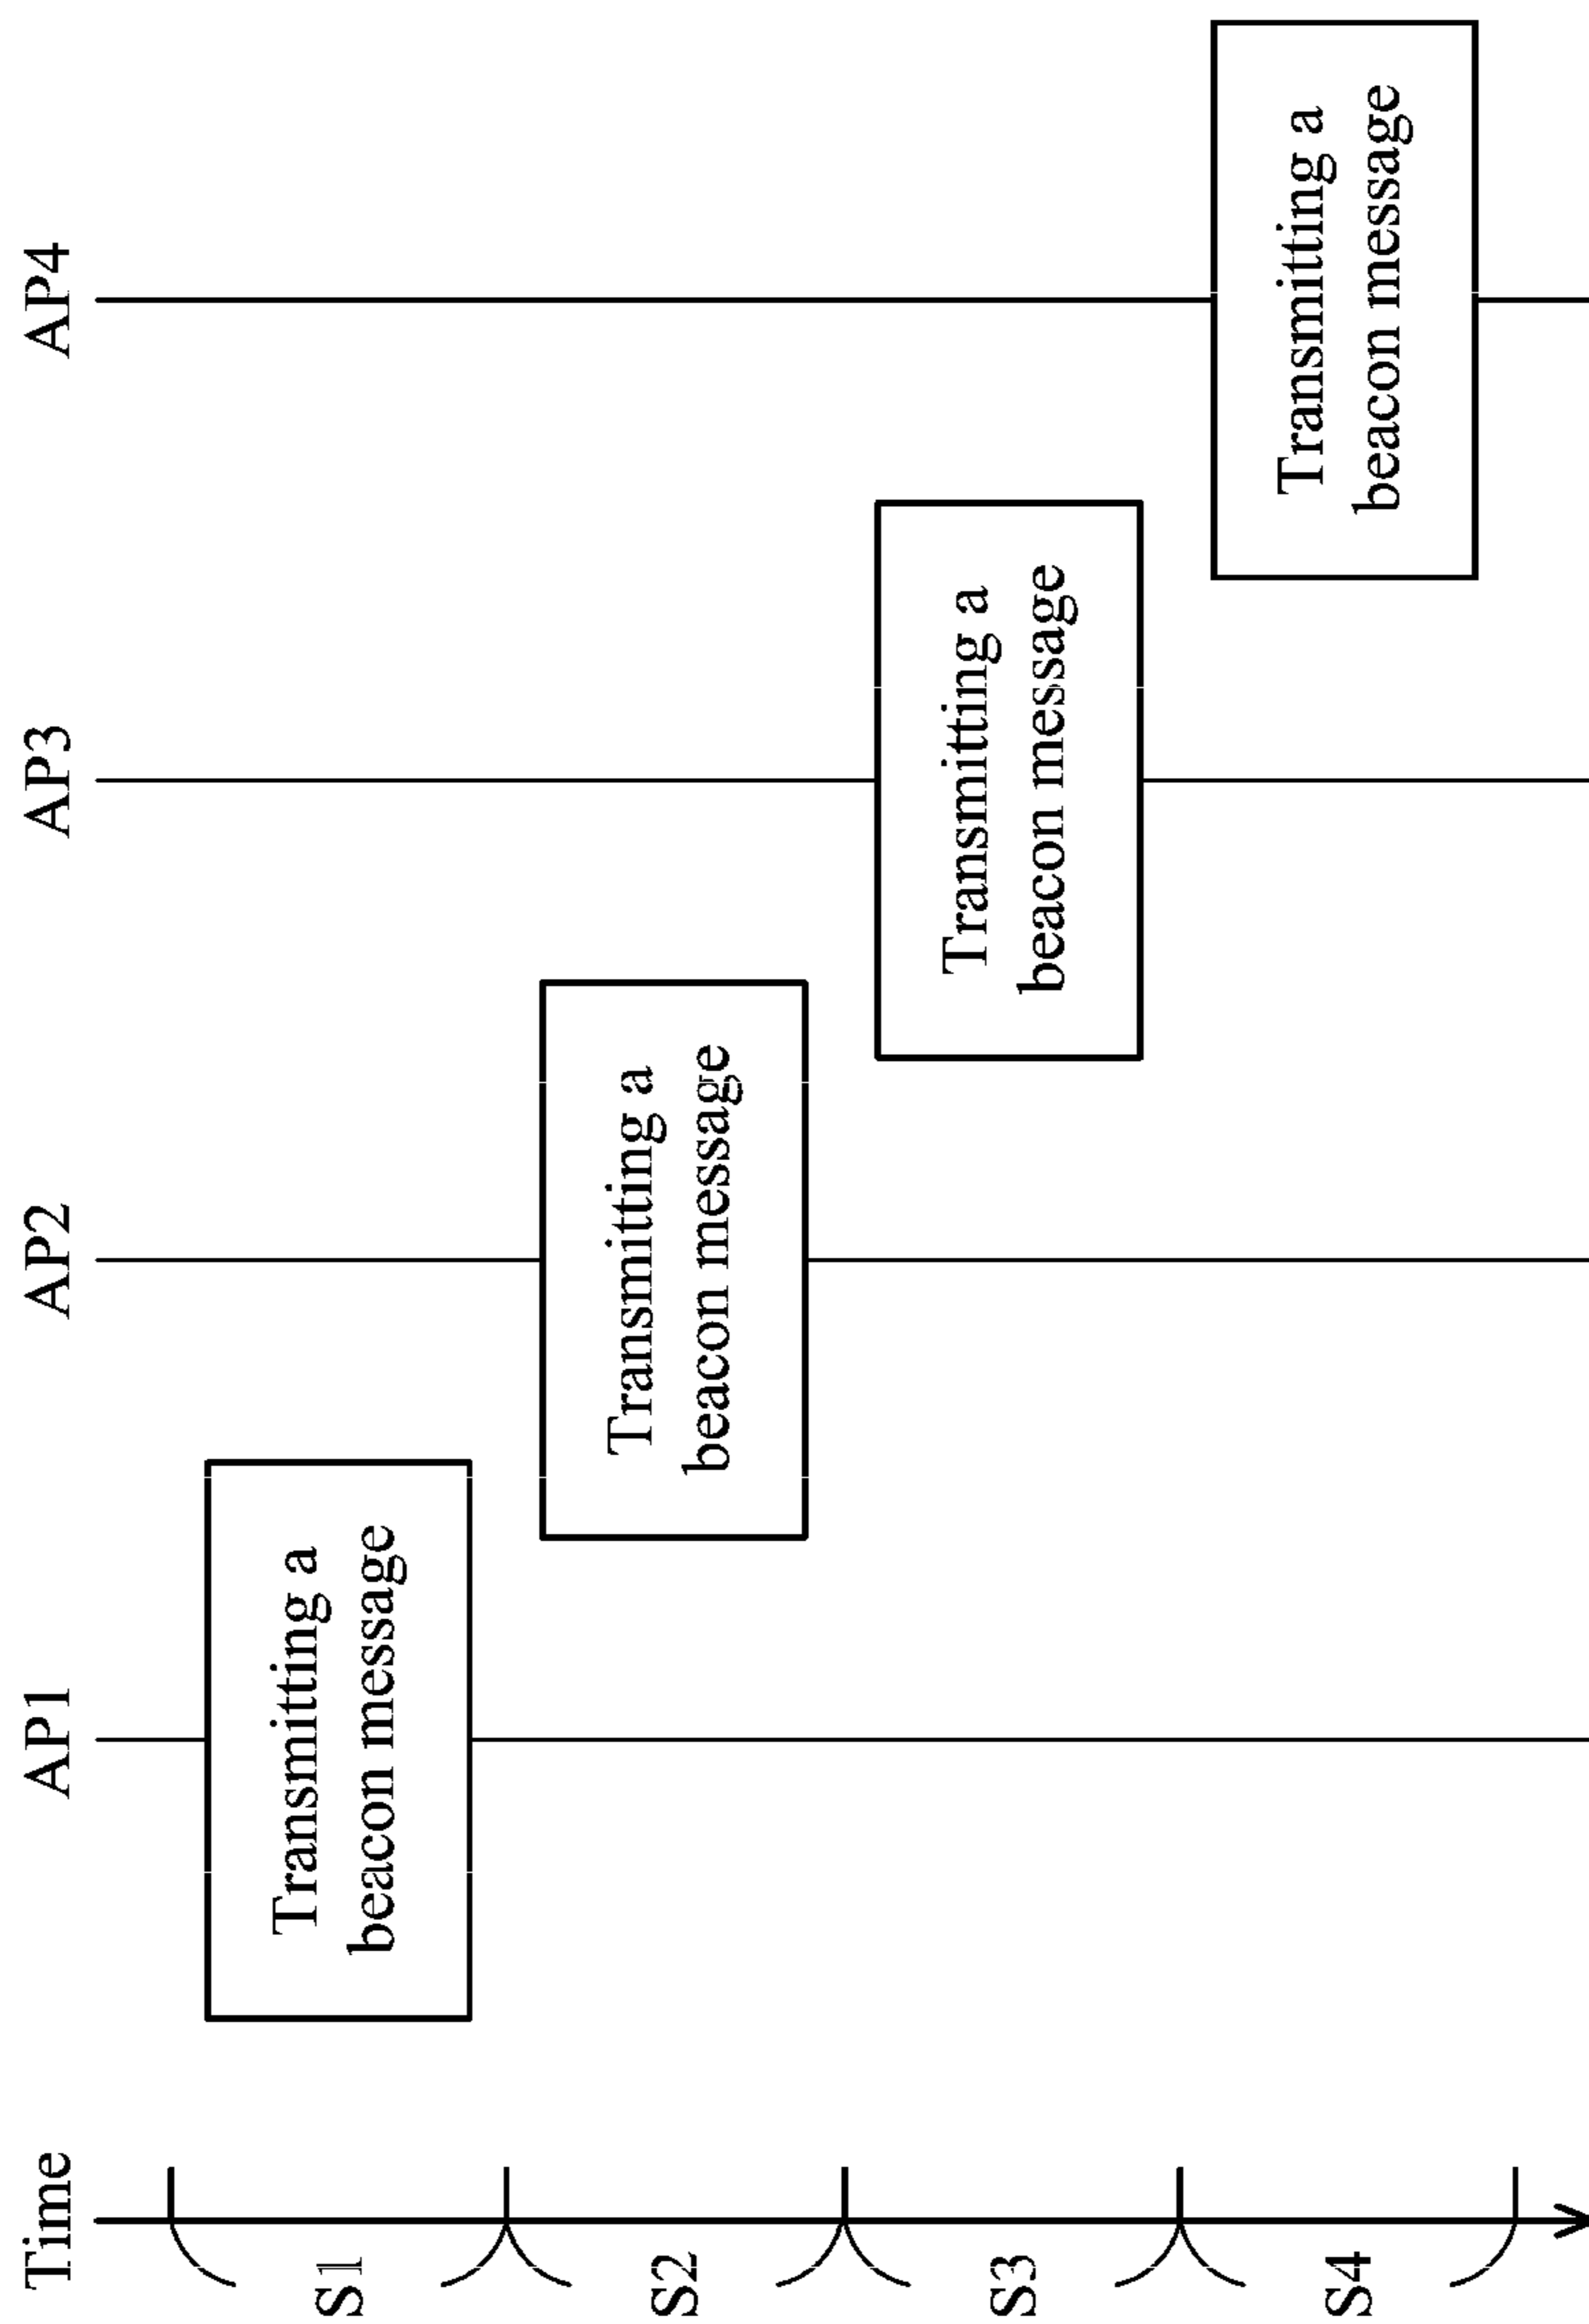 Time
AP1
AP2
AP3
AP4
S1
Transmitting a
beacon message
S2
Transmitting a
beacon message
S3
Transmitting a
beacon message
S4
Transmitting a
beacon message